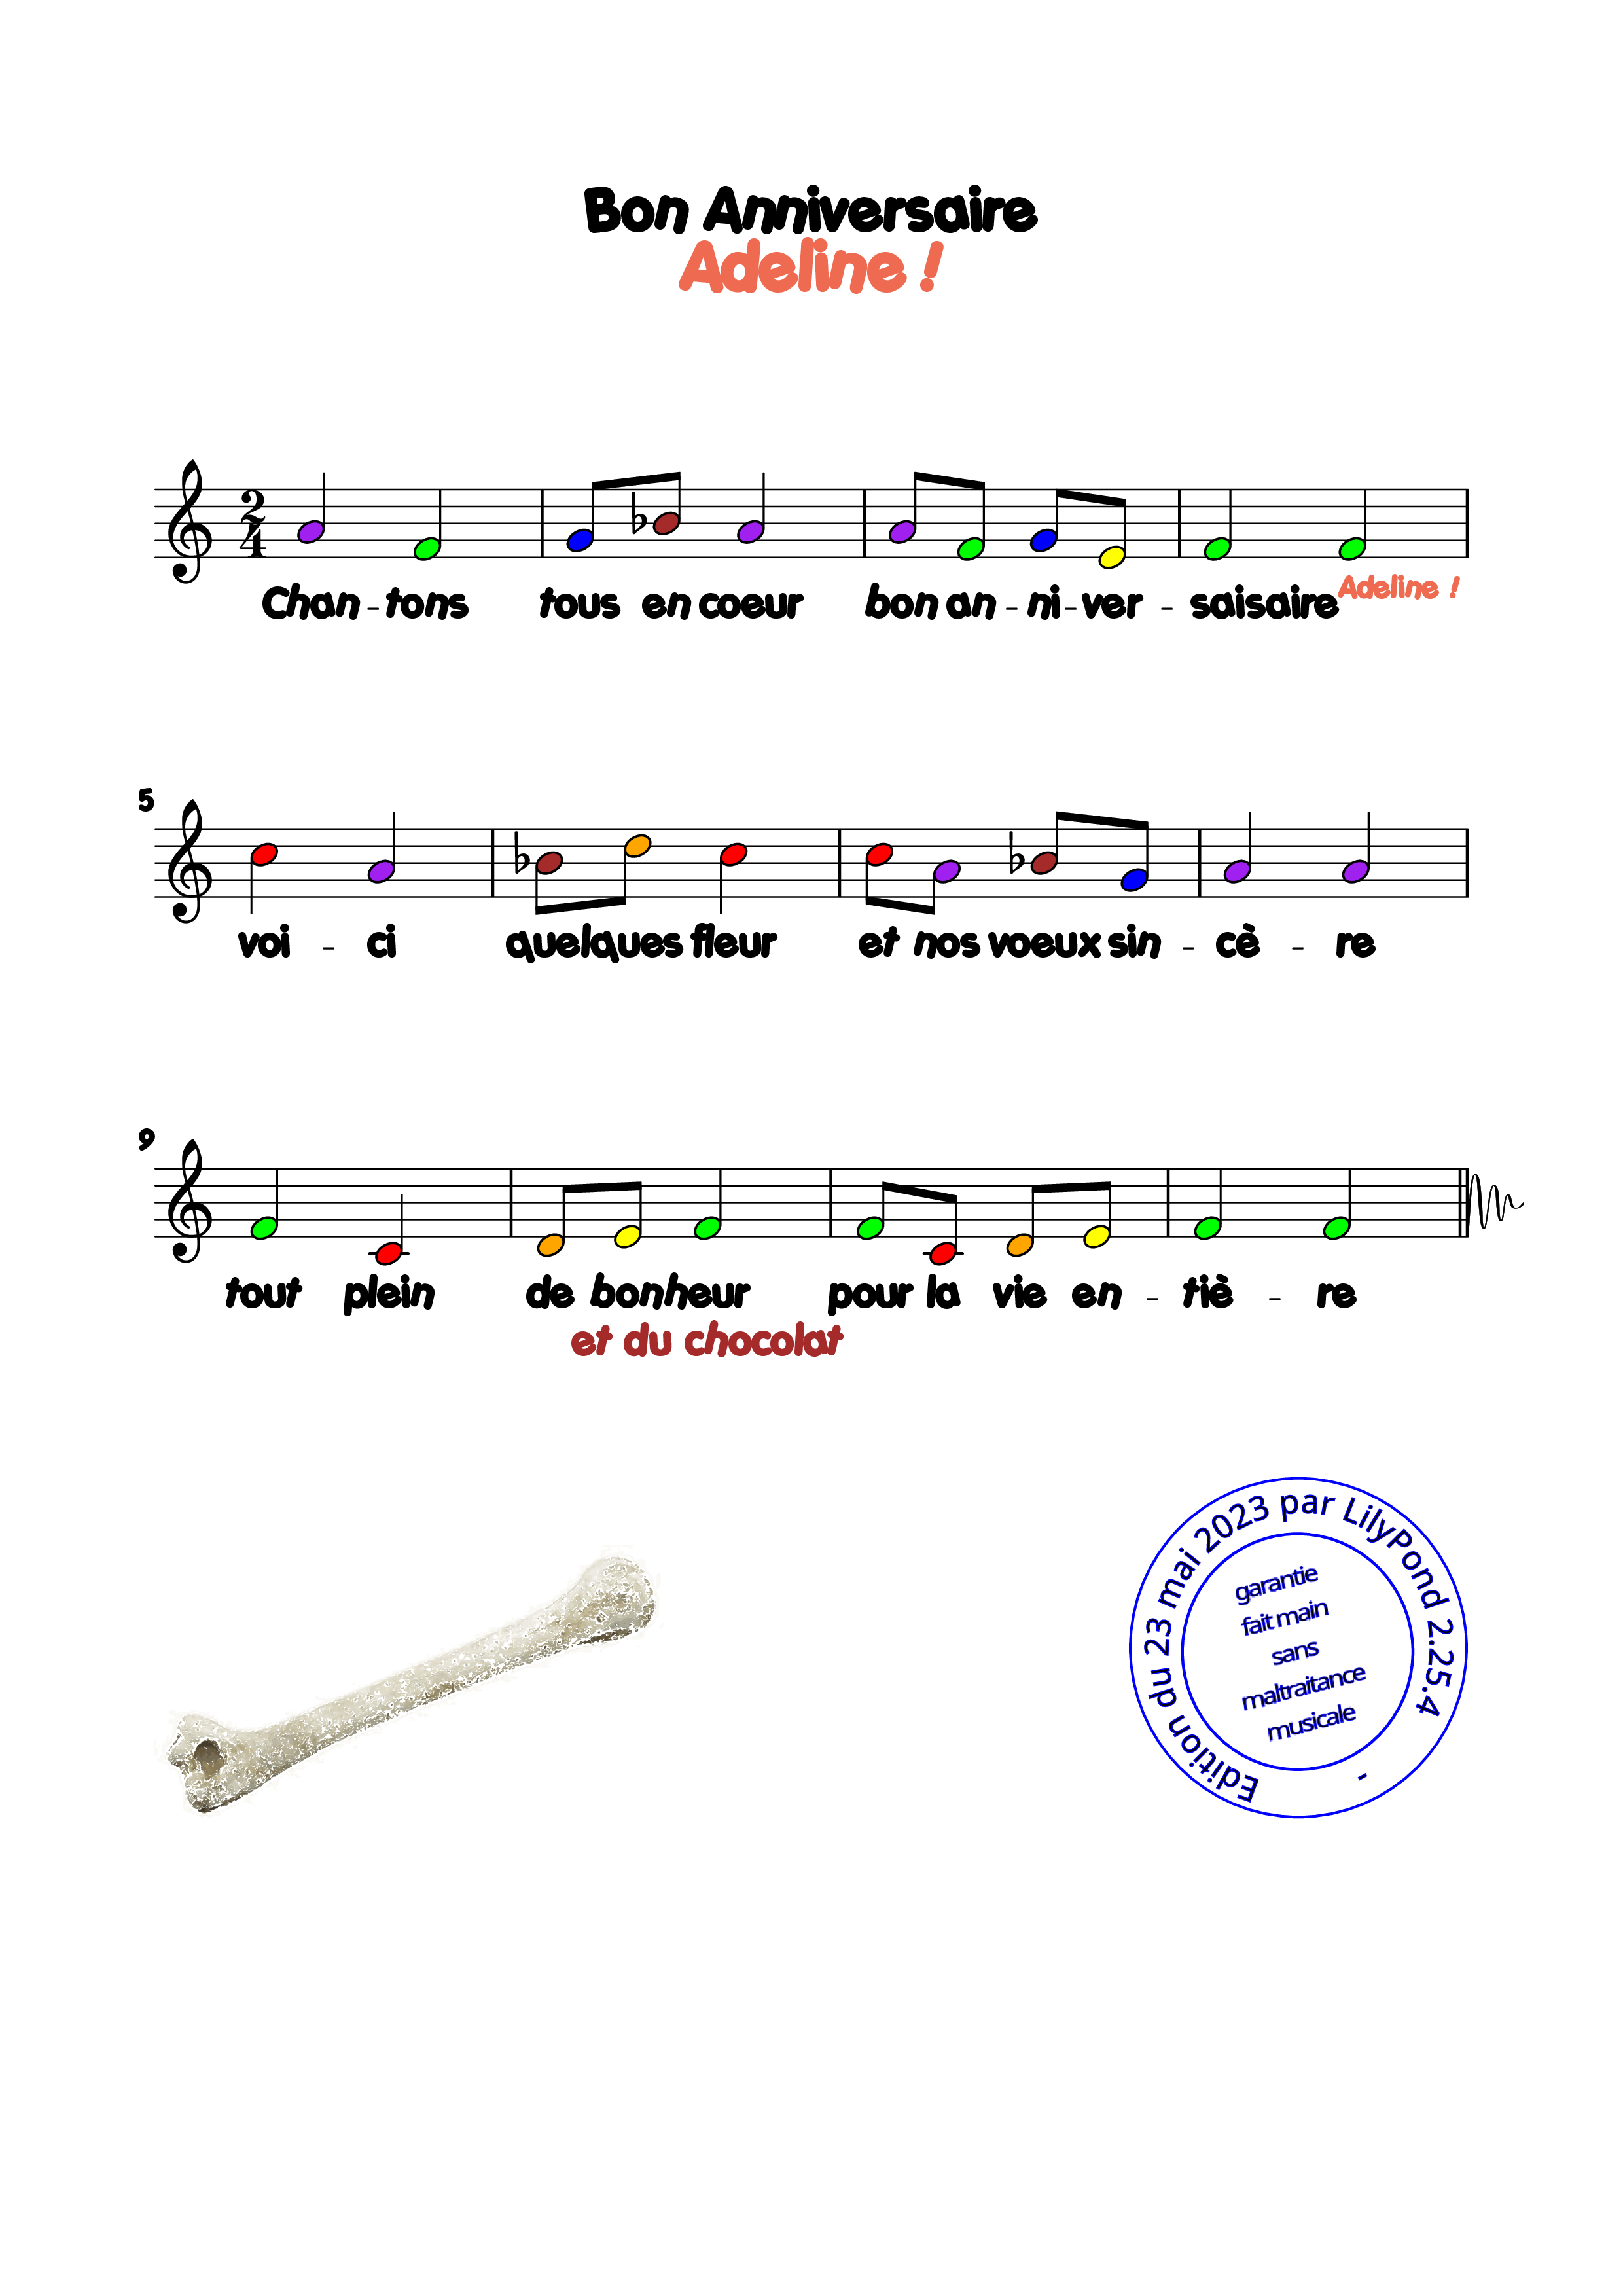 Bon Anniversaire
Adeline !
2
4
Chan - tons tous en coeur bon an - ni - ver - saisaire Adeline !
5
voi - ci quelques fleur et nos voeux sin - cè - re
9
tout plein de bonheur pour la vie en - tiè - re
et du chocolat
Edition du 23 mai 2023 par LilyPond 2.25.4 -
garantie
fait main
sans
maltraitance
musicale